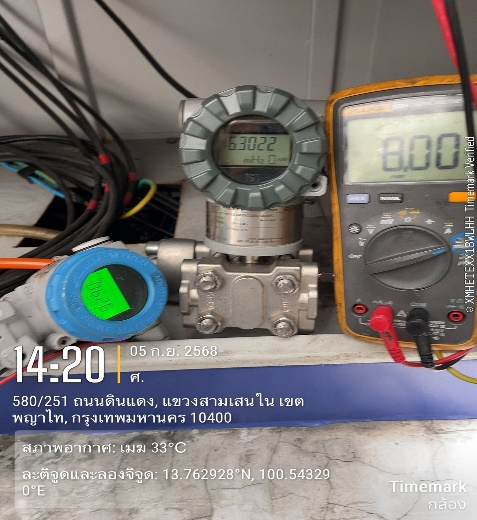 63022
mHz O
8.00
14:20
05 ก.ย. 2568
ศ.
580/251 ถนนดินแดง, แขวงสามเสนใน เขต
พญาไท, กรุงเทพมหานคร 10400
สภาพอากาศ: เมฆ 33°C
ละติจูดและลองจิจูด: 13.762928°N, 100.54329
0°E
Timemark
กล้อง
Timemark Verified